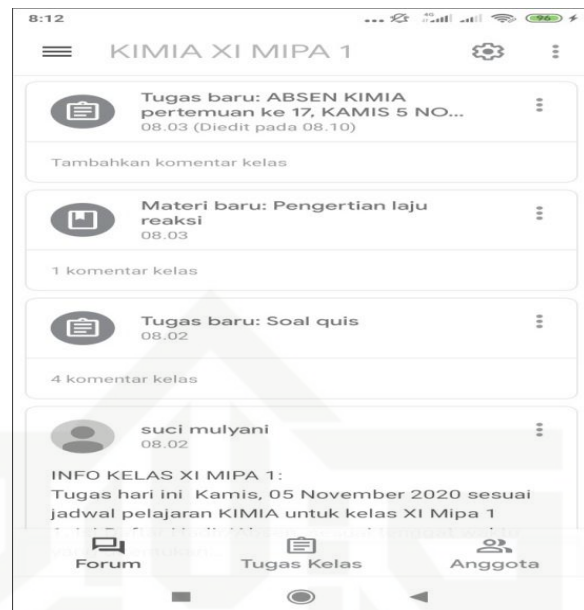 8:12
96
KIMIA XI MIPA 1
Tugas baru: ABSEN KIMIA
pertemuan ke 17, KAMIS 5 NO...
08.03 (Diedit pada 08.10)
Tambahkan komentar kelas
Materi baru: Pengertian laju
reaksi
08.03
1 komentar kelas
Tugas baru: Soal quis
08.02
4 komentar kelas
suci mulyani
08.02
INFO KELAS XI MIPA 1:
Tugas hari ini Kamis, 05 November 2020 sesuai
jadwal pelajaran KIMIA untuk kelas XI Mipa 1
Forum
Tugas Kelas
Anggota